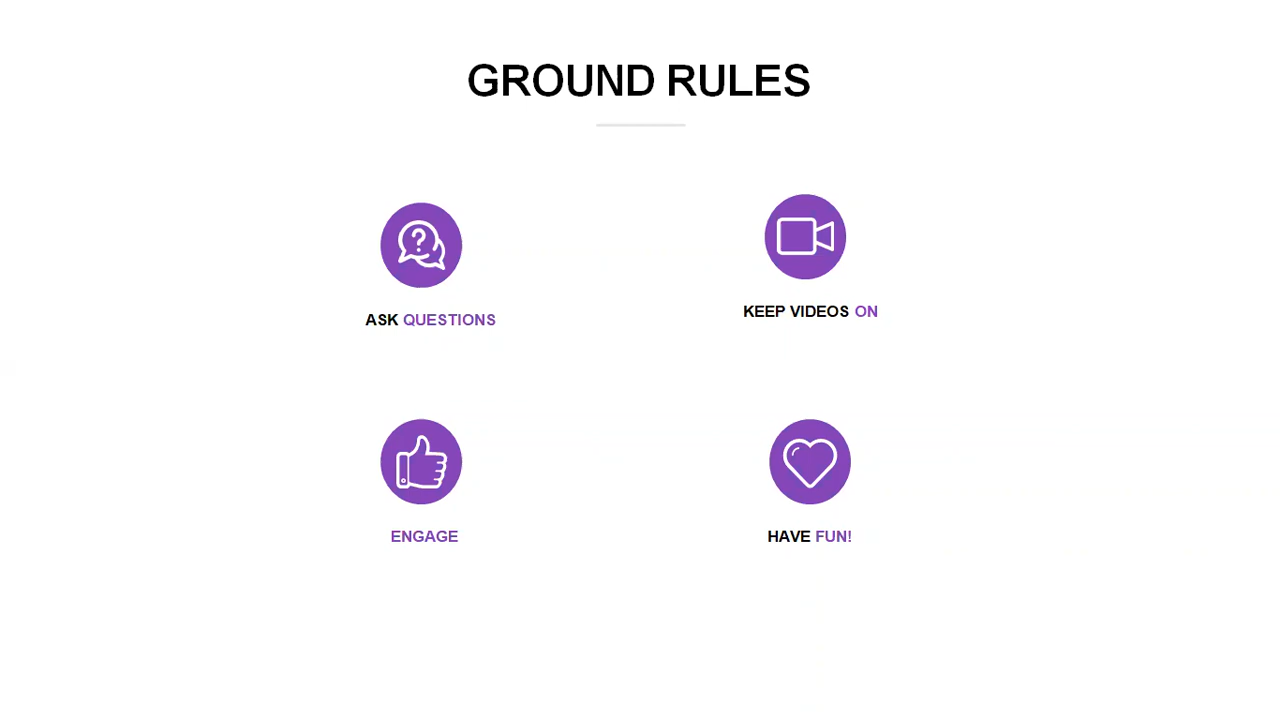 GROUND RULES
ASK QUESTIONS
KEEP VIDEOS ON
ENGAGE
HAVE FUN!